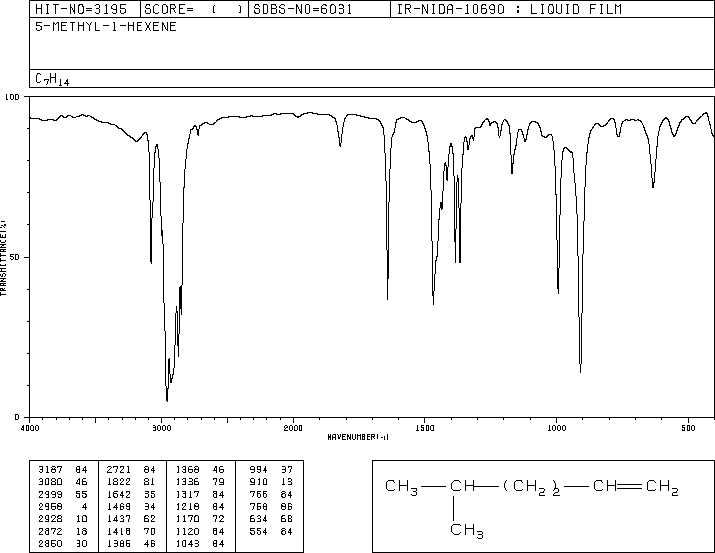 HIT-NO=3195 SCORE= ( ) SDBS-NO=6031 IR-NIDA-10690 : LIQUID FILM
5-METHYL-1-HEXENE
C7H14
100
50
0
TRANSMITTANCE(%)
4000 3000 2000 1500 1000 500
WAVENUMBER(-1)
3187 84 2721 84 1368 46 994 37
3080 46 1822 81 1336 79 910 13
2999 55 1642 35 1317 84 766 84
2958 4 1469 34 1218 84 758 86
2928 10 1437 62 1170 72 634 68
2872 18 1418 70 1120 84 554 84
2850 30 1386 46 1043 84
CH3 — CH — (CH2)2 — CH = CH2
CH3